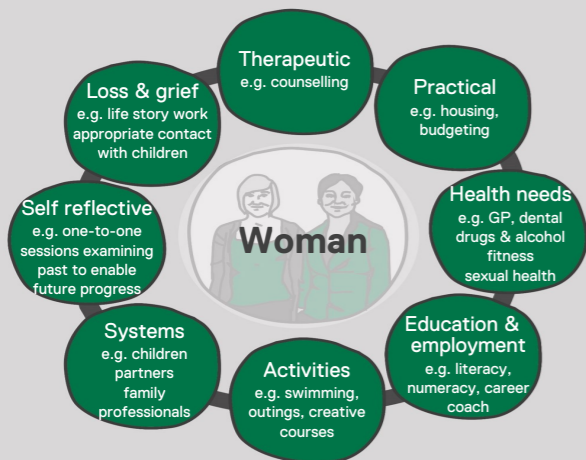 Therapeutic
e.g. counselling
Practical
e.g. housing,
budgeting
Health needs
e.g. GP, dental
drugs & alcohol
fitness
sexual health
Education &
employment
e.g. literacy,
numeracy, career
coach
Activities
e.g. swimming,
outings, creative
courses
Systems
e.g. children
partners
family
professionals
Self reflective
e.g. one-to-one
sessions examining
past to enable
future progress
Loss & grief
e.g. life story work
appropriate contact
with children
Woman